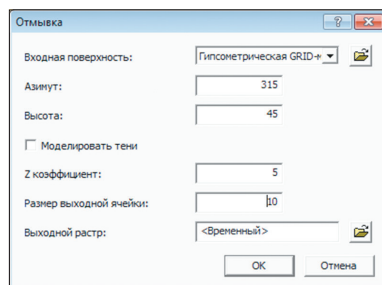 Отмывка
Входная поверхность: Гипсометрическая GRID-м
Азимут: 315
Высота: 45
Моделировать тени
Z коэффициент: 5
Размер выходной ячейки: 10
Выходной растр: <Временный>
OK Отмена